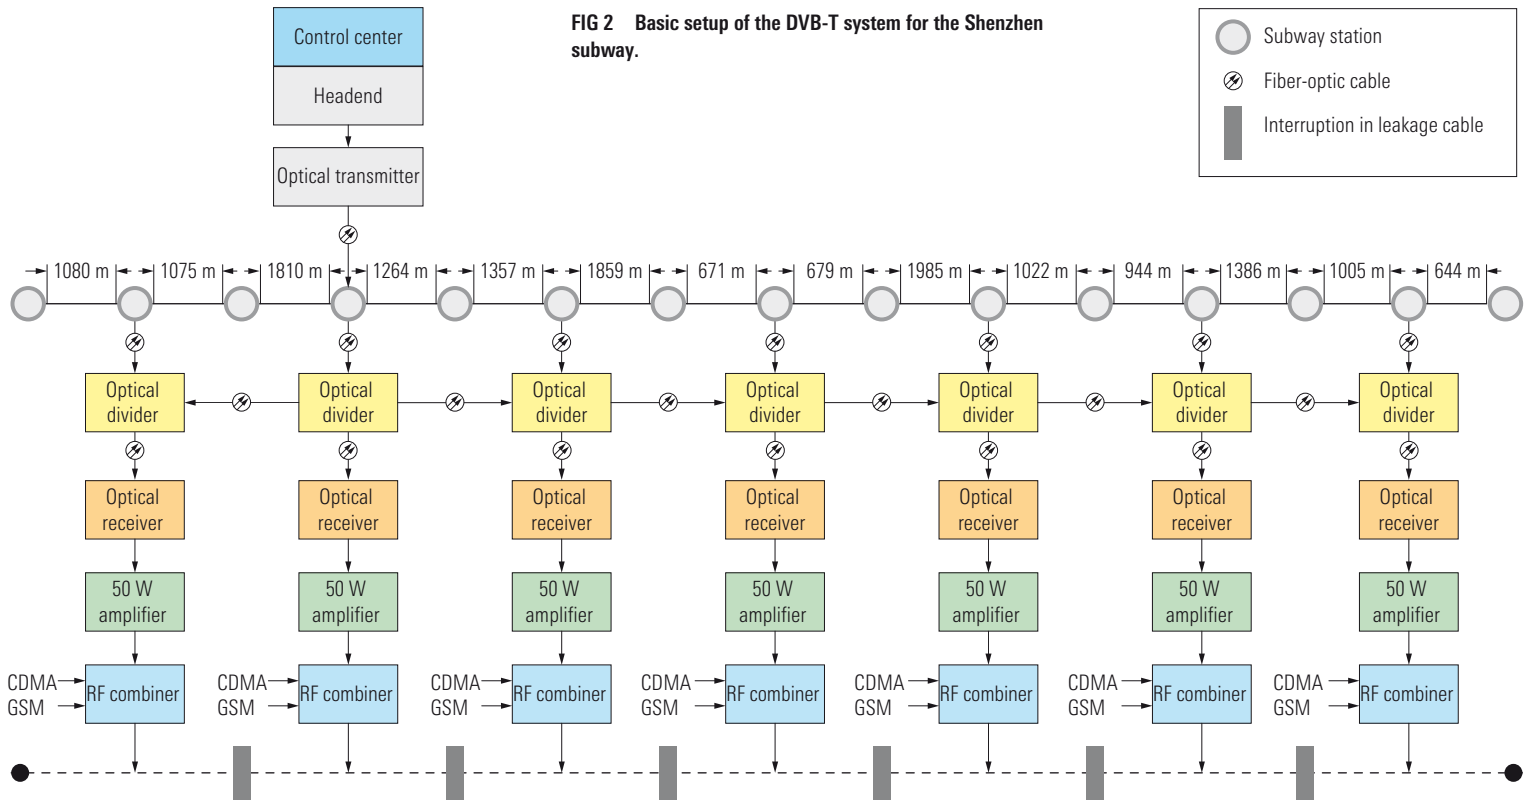 FIG 2 Basic setup of the DVB-T system for the Shenzhen
subway.
Control center
Headend
Optical transmitter
Subway station
Fiber-optic cable
Interruption in leakage cable
1080 m 1075 m 1810 m 1264 m 1357 m 1859 m 671 m 679 m 1985 m 1022 m 944 m 1386 m 1005 m 644 m
Optical Optical Optical Optical Optical Optical Optical
divider divider divider divider divider divider divider
Optical Optical Optical Optical Optical Optical Optical
receiver receiver receiver receiver receiver receiver receiver
50 W 50 W 50 W 50 W 50 W 50 W 50 W
amplifier amplifier amplifier amplifier amplifier amplifier amplifier
CDMA CDMA CDMA CDMA CDMA CDMA CDMA
RF combiner RF combiner RF combiner RF combiner RF combiner RF combiner RF combiner
GSM GSM GSM GSM GSM GSM GSM